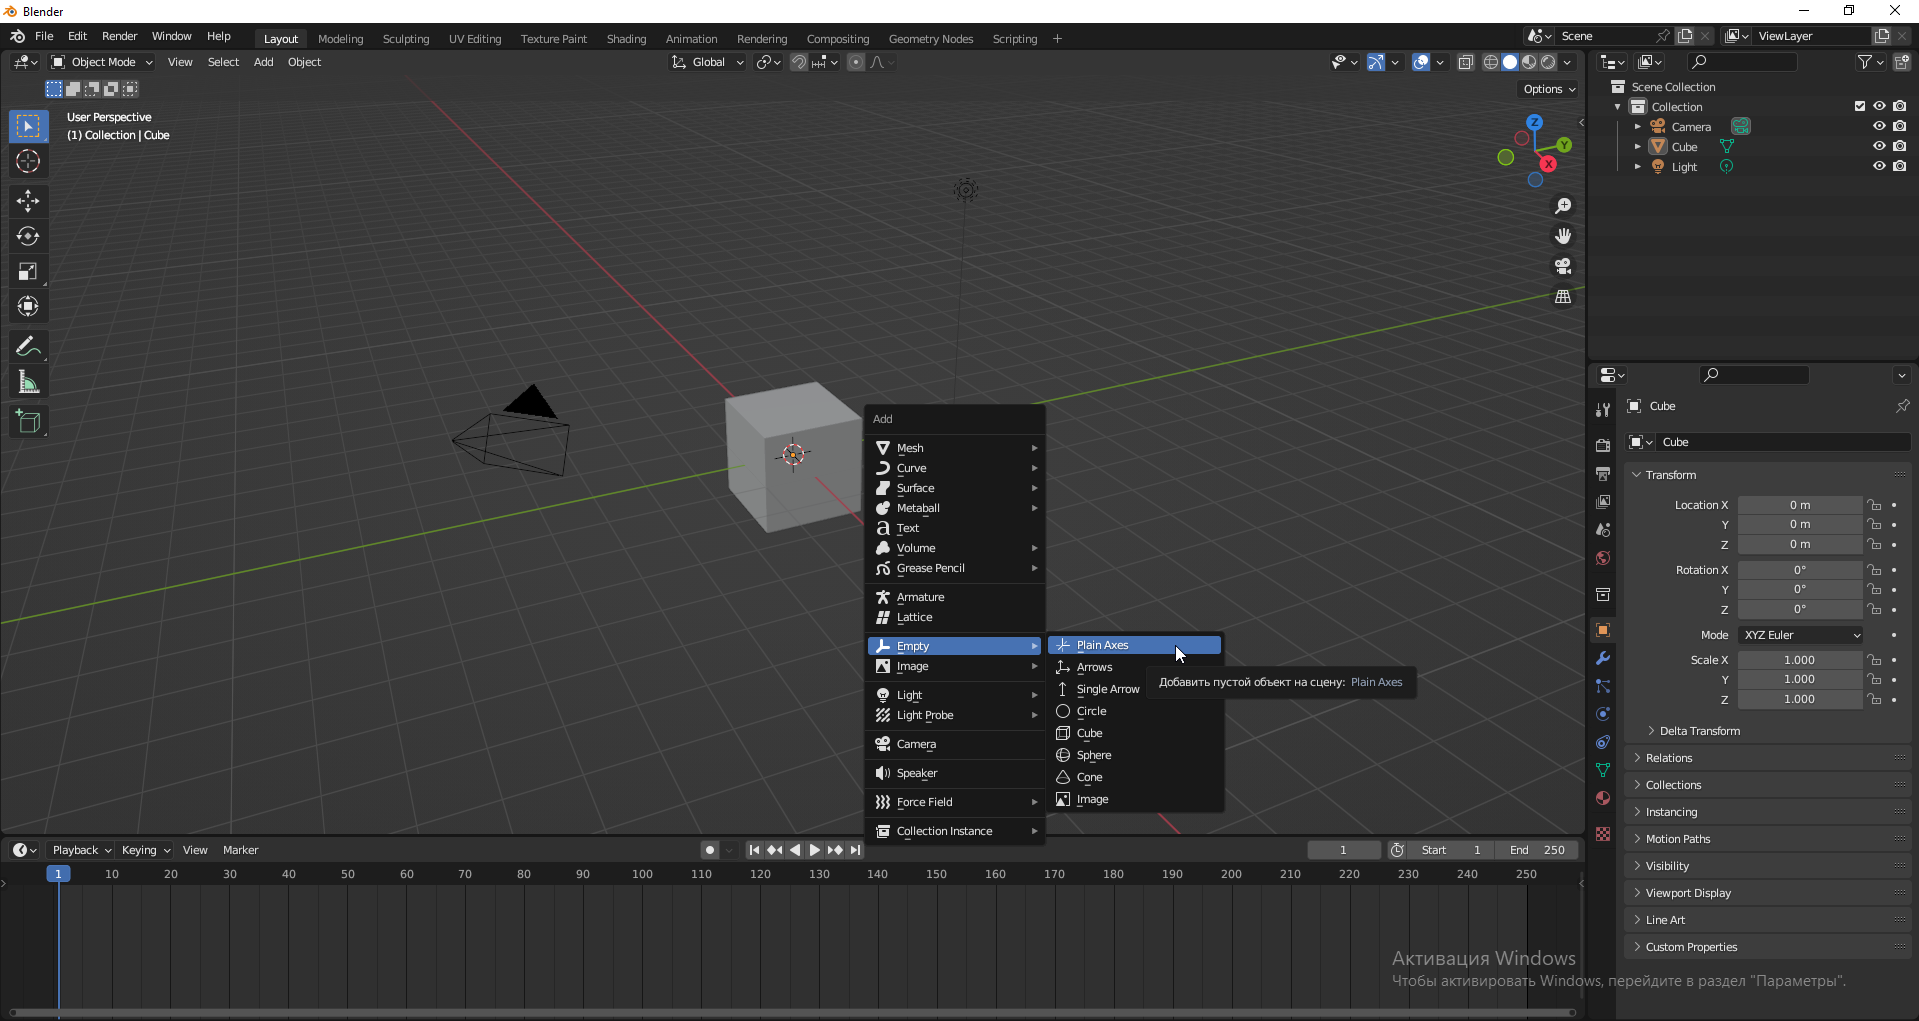 Blender
File Edit Render Window Help Layout Modeling Sculpting UV Editing Texture Paint Shading Animation Rendering Compositing Geometry Nodes Scripting + Scene ViewLayer
Object Mode View Select Add Object Global
Options
User Perspective
(1) Collection | Cube
Z
Y
X
Scene Collection
Collection
Camera
Cube
Light
Cube
Cube
Transform
Location X 0 m
Y 0 m
Z 0 m
Rotation X 0°
Y 0°
Z 0°
Mode XYZ Euler
Scale X 1.000
Y 1.000
Z 1.000
Delta Transform
Relations
Collections
Instancing
Motion Paths
Visibility
Viewport Display
Line Art
Custom Properties
Add
Mesh
Curve
Surface
Metaball
Text
Volume
Grease Pencil
Armature
Lattice
Empty
Image
Light
Light Probe
Camera
Speaker
Force Field
Collection Instance
Plain Axes
Arrows
Single Arrow
Circle
Cube
Sphere
Cone
Image
Добавить пустой объект на сцену: Plain Axes
Playback Keying View Marker 1 Start 1 End 250
1 10 20 30 40 50 60 70 80 90 100 110 120 130 140 150 160 170 180 190 200 210 220 230 240 250
Активация Windows
Чтобы активировать Windows, перейдите в раздел "Параметры".